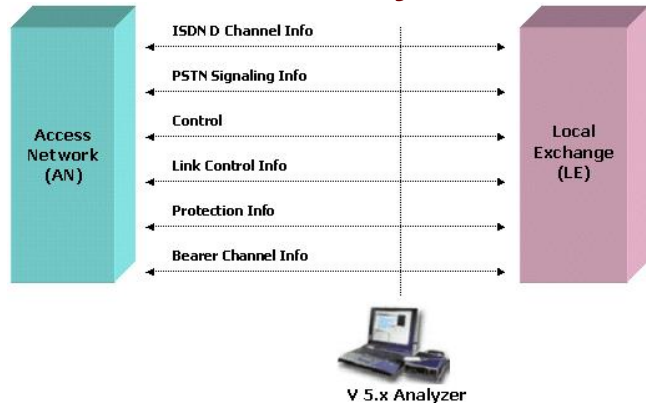 ISDN D Channel Info
PSTN Signaling Info
Control
Link Control Info
Protection Info
Bearer Channel Info
Access
Network
(AN)
Local
Exchange
(LE)
V 5.x Analyzer